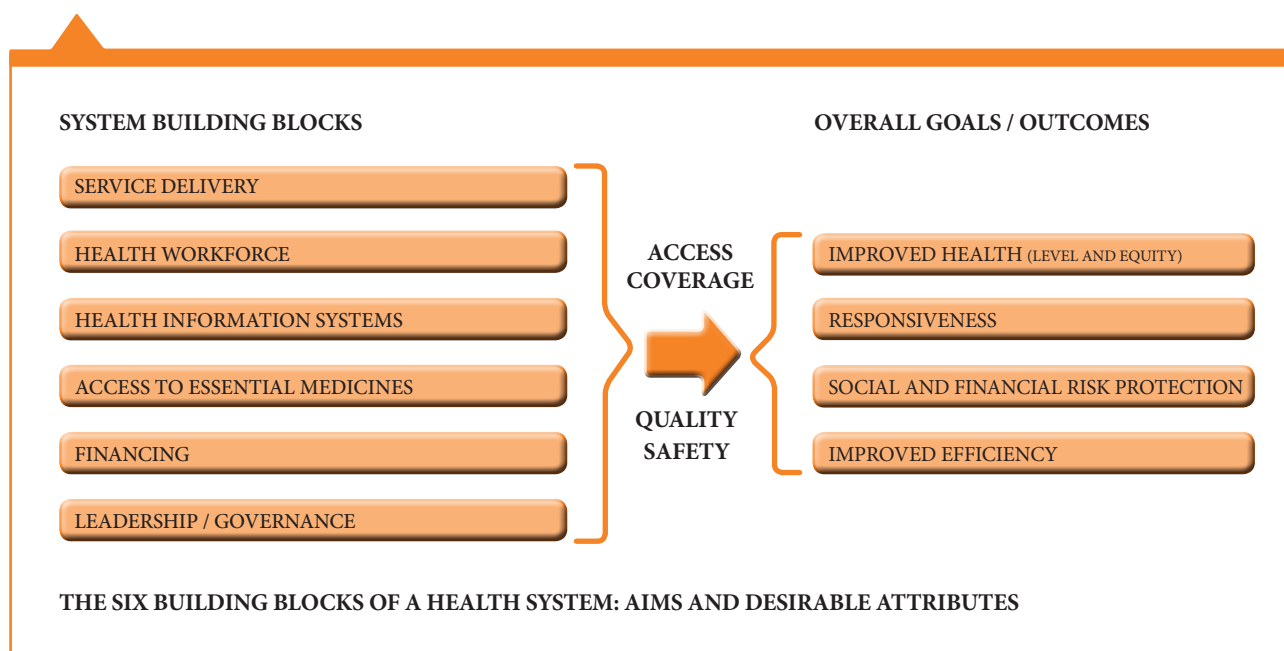 SYSTEM BUILDING BLOCKS
SERVICE DELIVERY
HEALTH WORKFORCE
HEALTH INFORMATION SYSTEMS
ACCESS TO ESSENTIAL MEDICINES
FINANCING
LEADERSHIP / GOVERNANCE
ACCESS
COVERAGE
QUALITY
SAFETY
OVERALL GOALS / OUTCOMES
IMPROVED HEALTH (LEVEL AND EQUITY)
RESPONSIVENESS
SOCIAL AND FINANCIAL RISK PROTECTION
IMPROVED EFFICIENCY
THE SIX BUILDING BLOCKS OF A HEALTH SYSTEM: AIMS AND DESIRABLE ATTRIBUTES